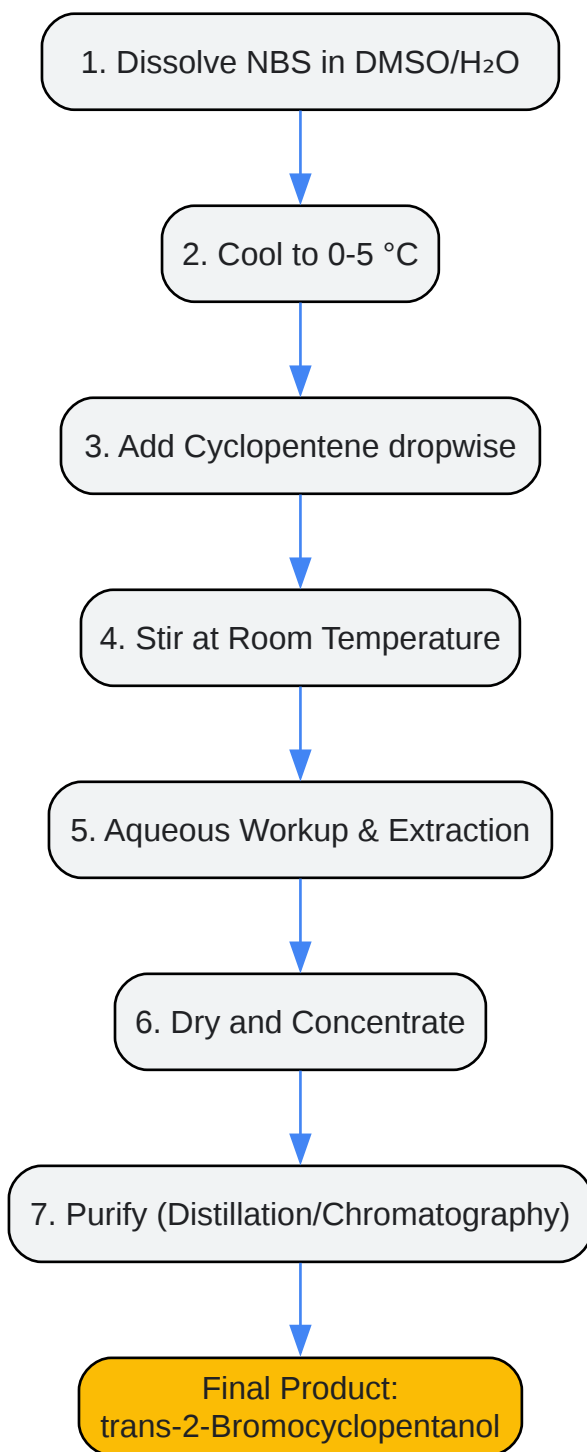 1. Dissolve NBS in DMSO/H₂O
2. Cool to 0-5 °C
3. Add Cyclopentene dropwise
4. Stir at Room Temperature
5. Aqueous Workup & Extraction
6. Dry and Concentrate
7. Purify (Distillation/Chromatography)
Final Product:
trans-2-Bromocyclopentanol